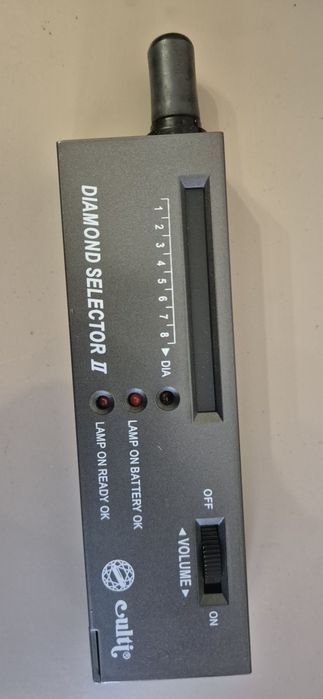 DIAMOND SELECTOR II
1 2 3 4 5 6 7 8 ▶ DIA
LAMP ON BATTERY OK
LAMP ON READY OK
OFF
◀ VOLUME ▶
ON
culti®